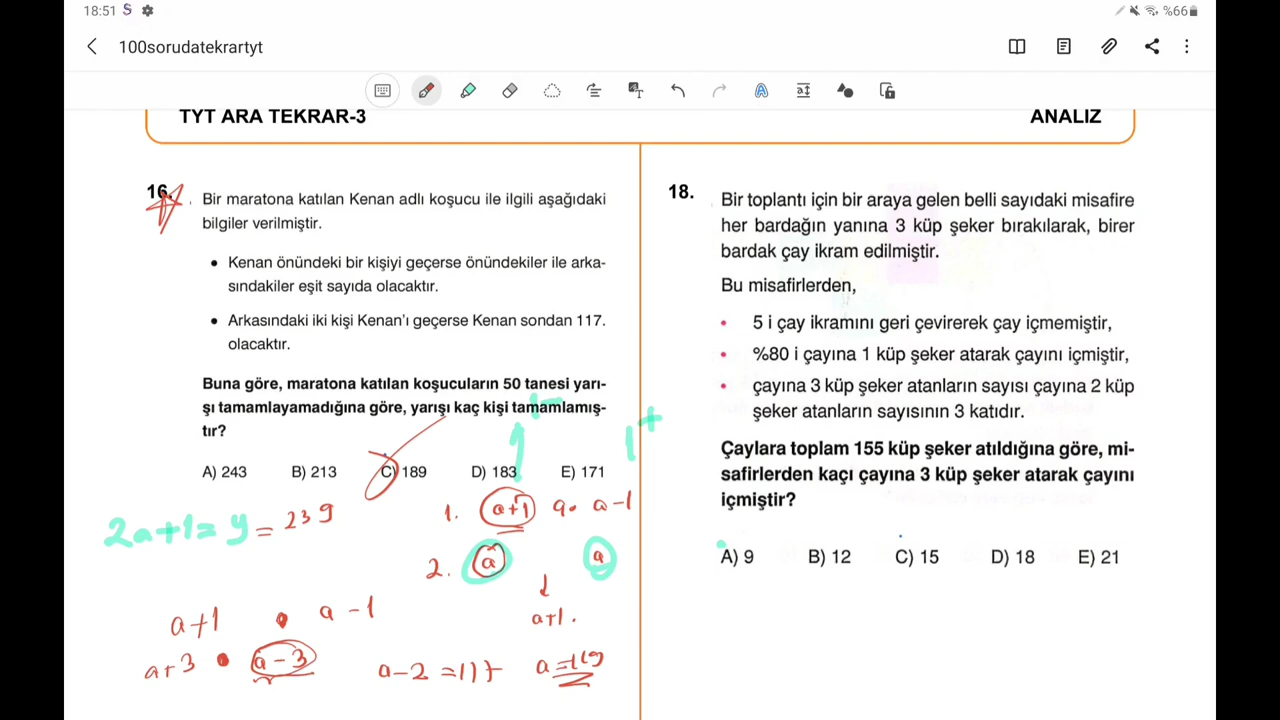 18:51 S %66
100sorudatekrartyt
TYT ARA TEKRAR-3
ANALIZ
16.
Bir maratona katılan Kenan adlı koşucu ile ilgili aşağıdaki
bilgiler verilmiştir.
• Kenan önündeki bir kişiyi geçerse önündekiler ile arka-
sındakiler eşit sayıda olacaktır.
• Arkasındaki iki kişi Kenan'ı geçerse Kenan sondan 117.
olacaktır.
Buna göre, maratona katılan koşucuların 50 tanesi yarı-
şı tamamlayamadığına göre, yarışı kaç kişi tamamlamış-
tır?
A) 243 B) 213 C) 189 D) 183 E) 171
1- 1+
1. a+1 a-1
2a+1=y=239
2. a a
a+1.
a+1 • a-1
a+3 • a-3
a-2=117 a=119
18.
Bir toplantı için bir araya gelen belli sayıdaki misafire
her bardağın yanına 3 küp şeker bırakılarak, birer
bardak çay ikram edilmiştir.
Bu misafirlerden,
• 5 i çay ikramını geri çevirerek çay içmemiştir,
• %80 i çayına 1 küp şeker atarak çayını içmiştir,
• çayına 3 küp şeker atanların sayısı çayına 2 küp
şeker atanların sayısının 3 katıdır.
Çaylara toplam 155 küp şeker atıldığına göre, mi-
safirlerden kaçı çayına 3 küp şeker atarak çayını
içmiştir?
A) 9 B) 12 C) 15 D) 18 E) 21